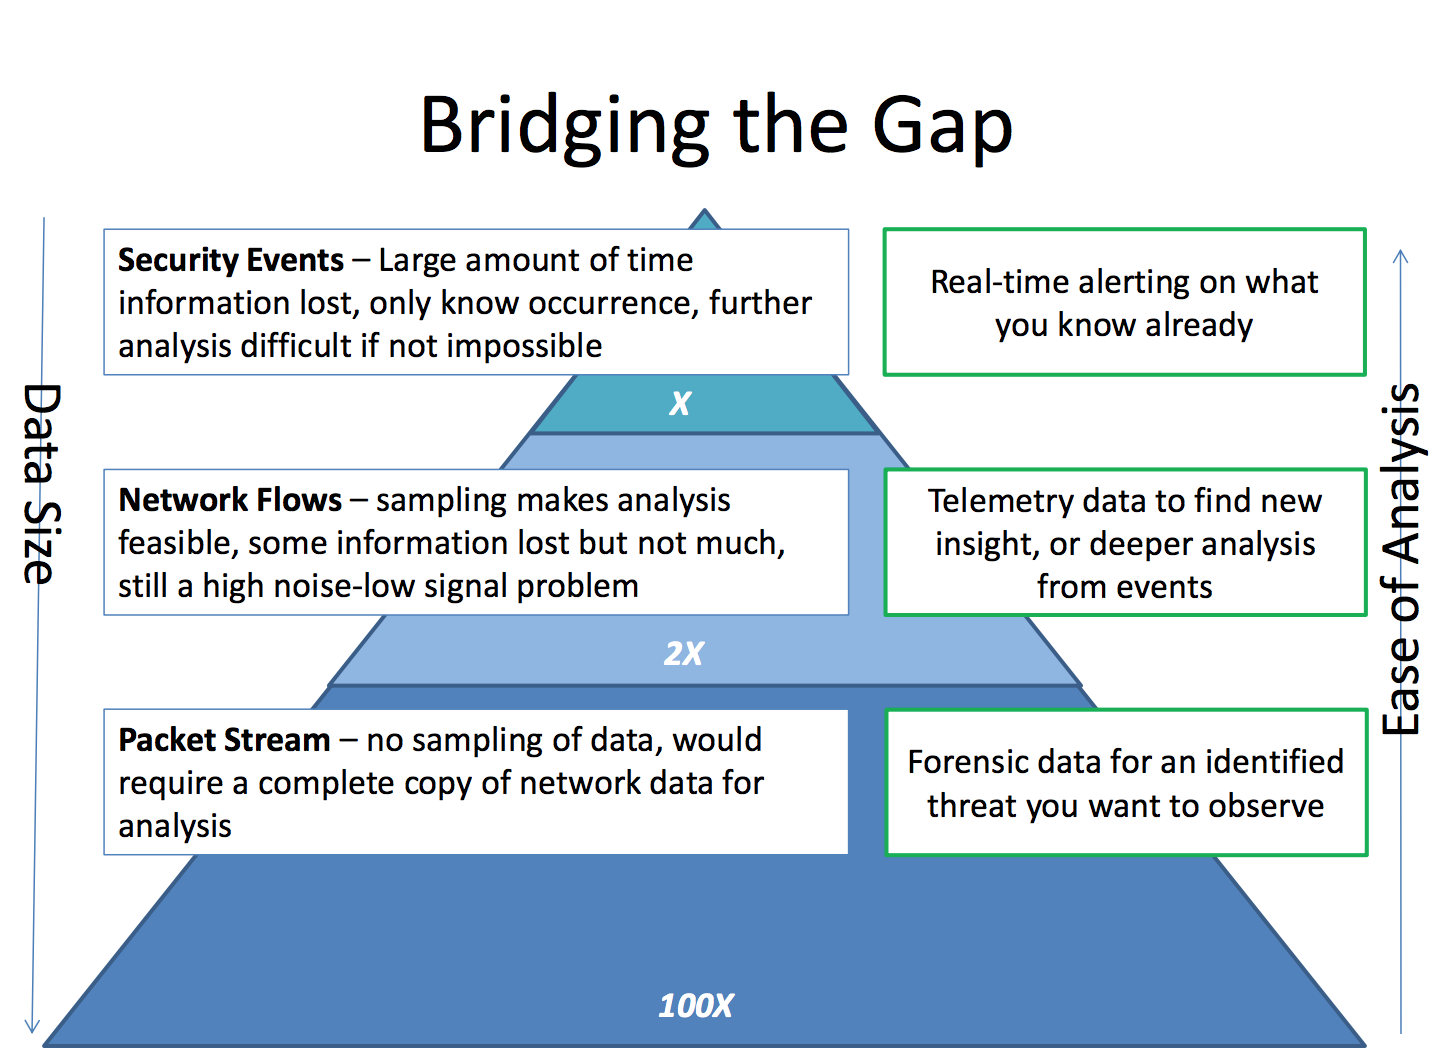 Bridging the Gap
Security Events – Large amount of time
information lost, only know occurrence, further
analysis difficult if not impossible
Real-time alerting on what
you know already
X
Data Size
Ease of Analysis
Network Flows – sampling makes analysis
feasible, some information lost but not much,
still a high noise-low signal problem
Telemetry data to find new
insight, or deeper analysis
from events
2X
Packet Stream – no sampling of data, would
require a complete copy of network data for
analysis
Forensic data for an identified
threat you want to observe
100X